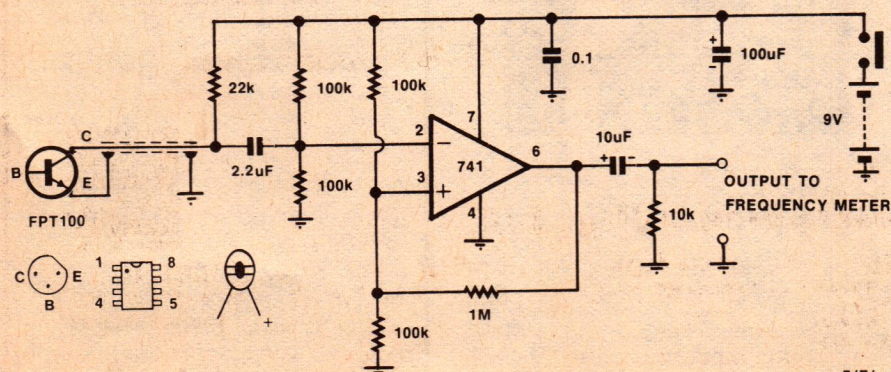 22k
100k
100k
0.1
+
-
100uF
9V
C
B
E
FPT100
2.2uF
100k
2
-
3
+
7
741
6
4
10uF
+ -
10k
OUTPUT TO
FREQUENCY METER
C E
B
1 8
4 5
+
1M
100k